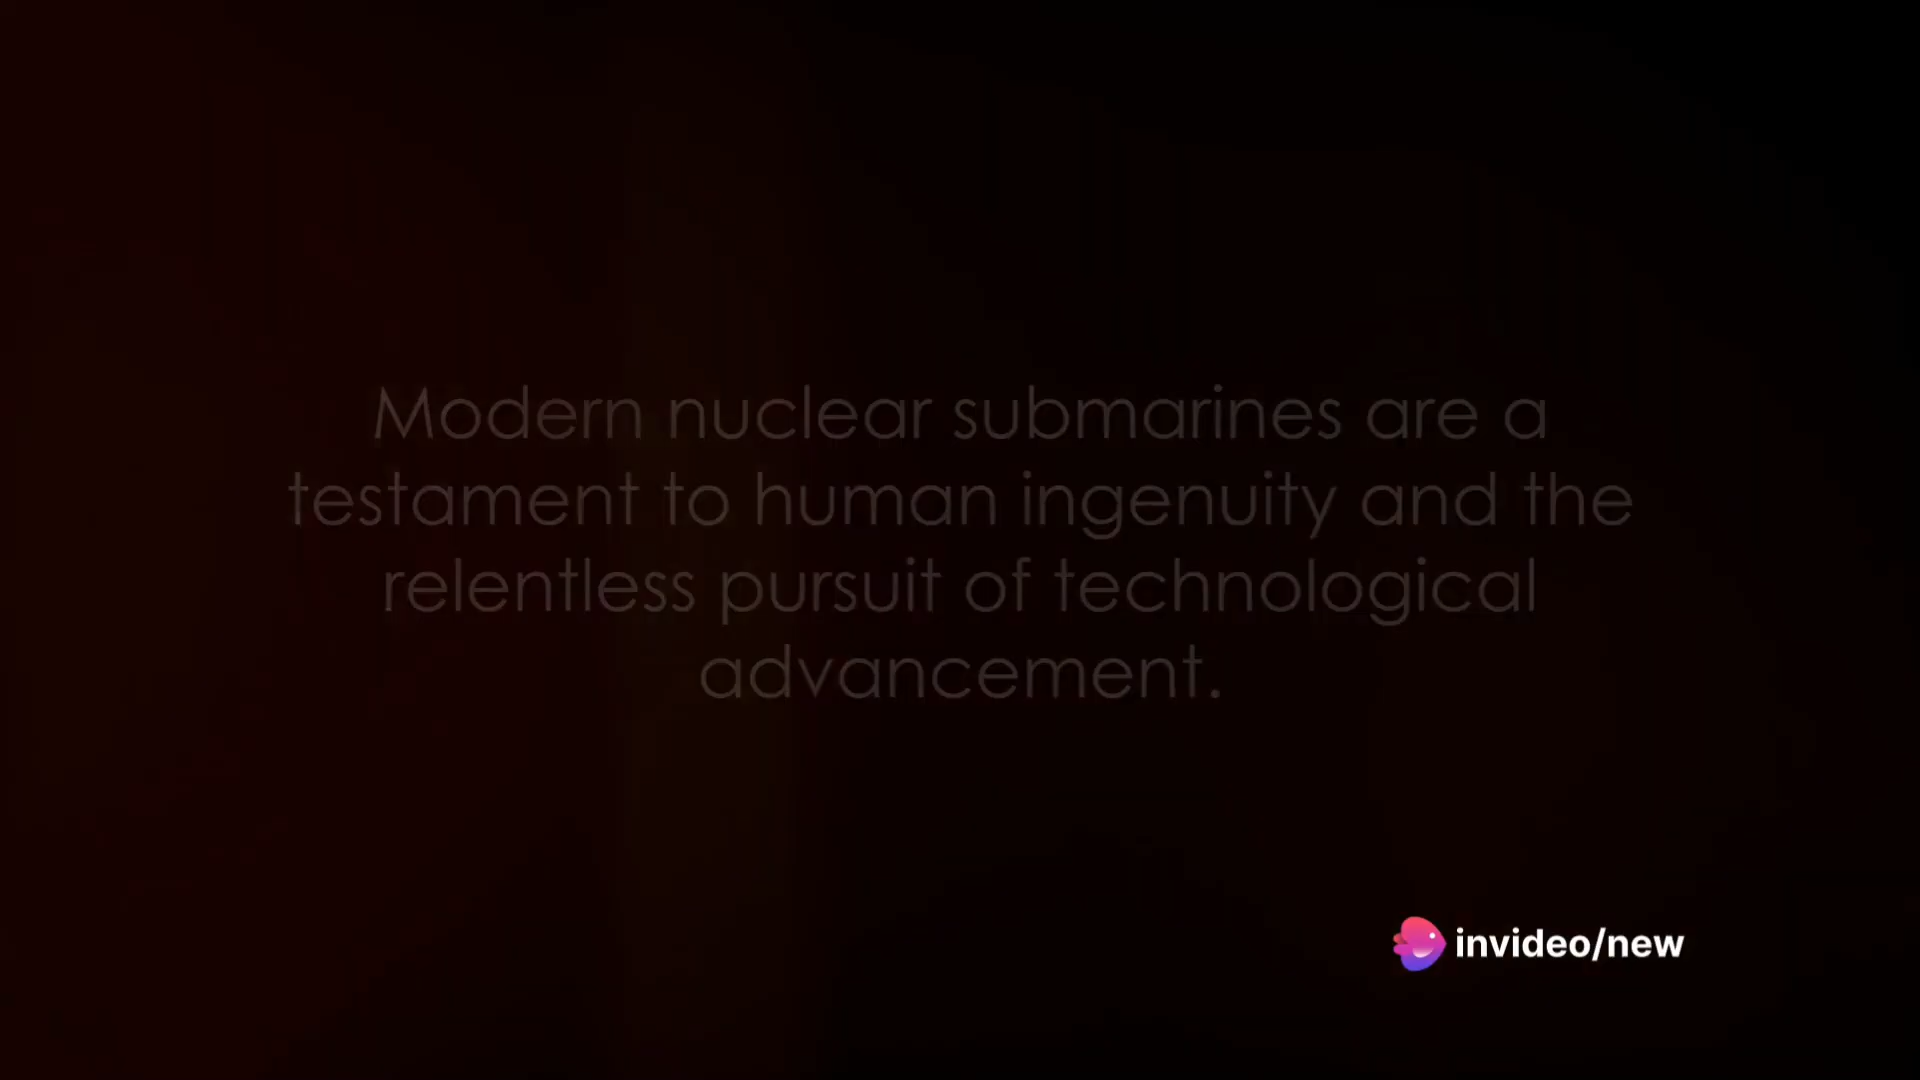 Modern nuclear submarines are a
testament to human ingenuity and the
relentless pursuit of technological
advancement.
invideo/new